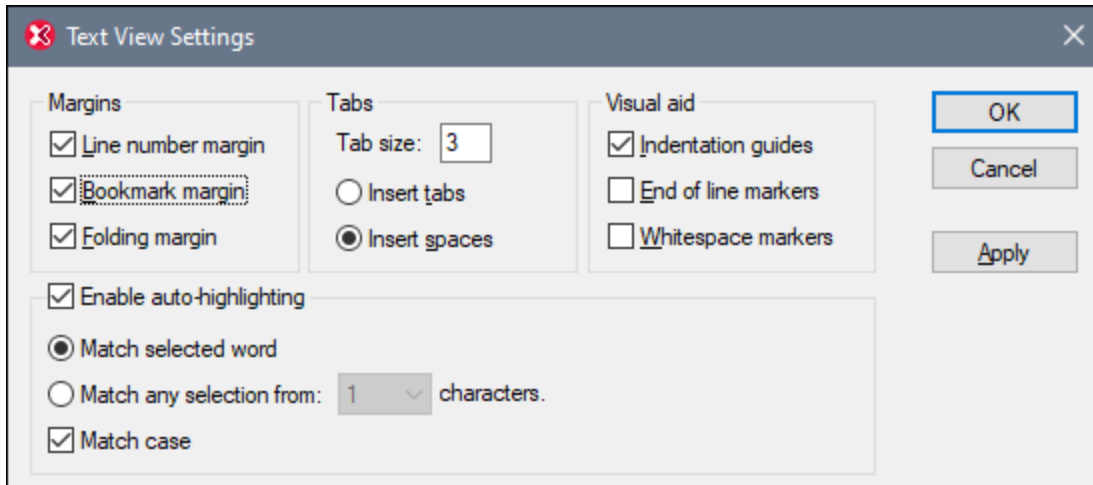 Text View Settings
Margins
Line number margin
Bookmark margin
Folding margin
Tabs
Tab size: 3
Insert tabs
Insert spaces
Visual aid
Indentation guides
End of line markers
Whitespace markers
OK
Cancel
Apply
Enable auto-highlighting
Match selected word
Match any selection from: 1 characters.
Match case